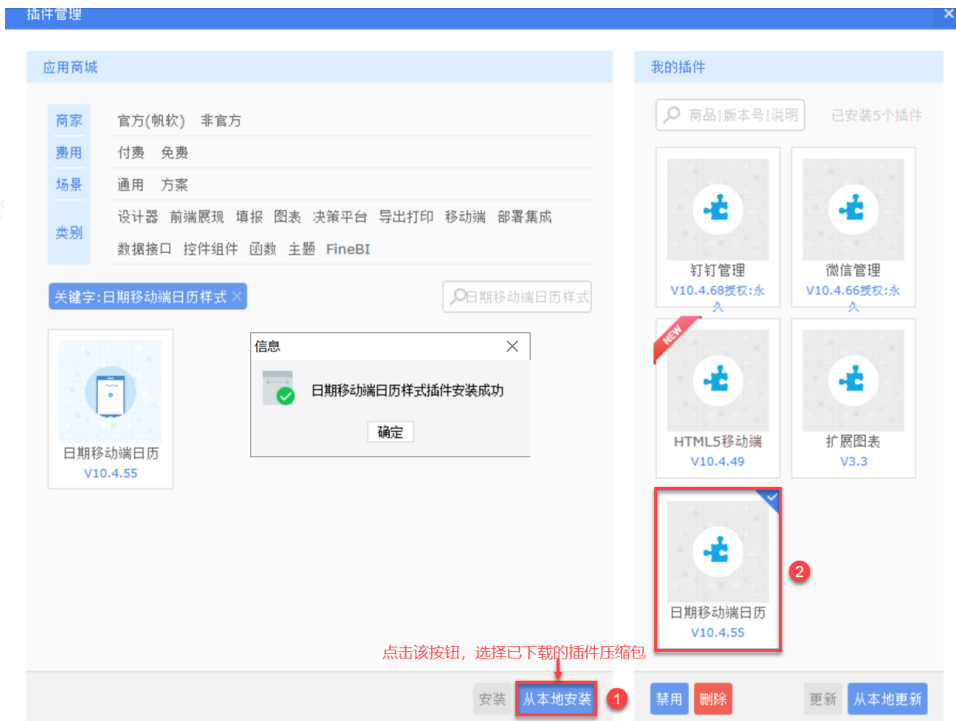 插件管理
应用商城
商家 官方(帆软) 非官方
费用 付费 免费
场景 通用 方案
类别
设计器 前端展现 填报 图表 决策平台 导出打印 移动端 部署集成
数据接口 控件组件 函数 主题 FineBI
关键字:日期移动端日历样式
日期移动端日历样式
日期移动端日历
V10.4.55
信息
日期移动端日历样式插件安装成功
确定
点击该按钮，选择已下载的插件压缩包
安装 从本地安装 1
我的插件
商品|版本号|说明 已安装5个插件
钉钉管理
V10.4.68授权:永
久
微信管理
V10.4.66授权:永
久
NEW
HTML5移动端
V10.4.49
扩展图表
V3.3
日期移动端日历
V10.4.55
2
禁用 删除 更新 从本地更新